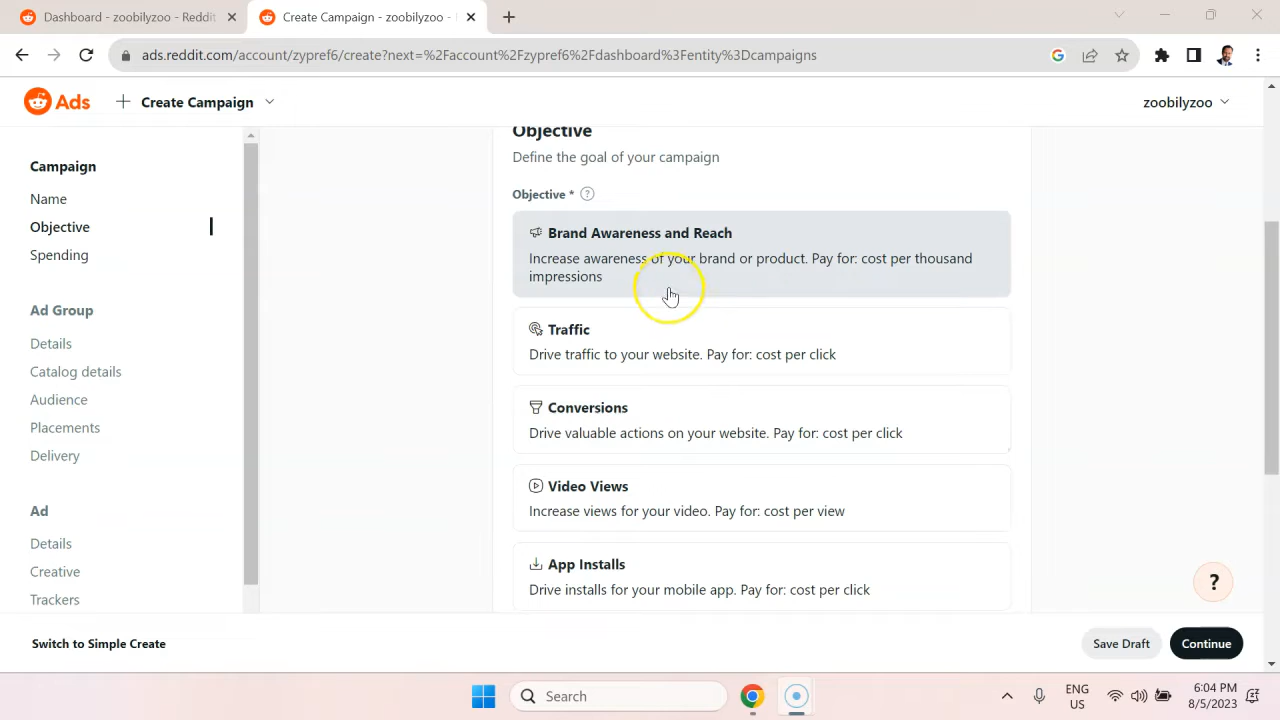 Dashboard - zoobilyzoo - Reddit
Create Campaign - zoobilyzoo -
ads.reddit.com/account/zypref6/create?next=%2Faccount%2Fzypref6%2Fdashboard%3Fentity%3Dcampaigns
Ads
Create Campaign
zoobilyzoo
Campaign
Name
Objective
Spending
Ad Group
Details
Catalog details
Audience
Placements
Delivery
Ad
Details
Creative
Trackers
Objective
Define the goal of your campaign
Objective *
?
Brand Awareness and Reach
Increase awareness of your brand or product. Pay for: cost per thousand
impressions
Traffic
Drive traffic to your website. Pay for: cost per click
Conversions
Drive valuable actions on your website. Pay for: cost per click
Video Views
Increase views for your video. Pay for: cost per view
App Installs
Drive installs for your mobile app. Pay for: cost per click
?
Switch to Simple Create
Save Draft
Continue
Search
ENG
US
6:04 PM
8/5/2023